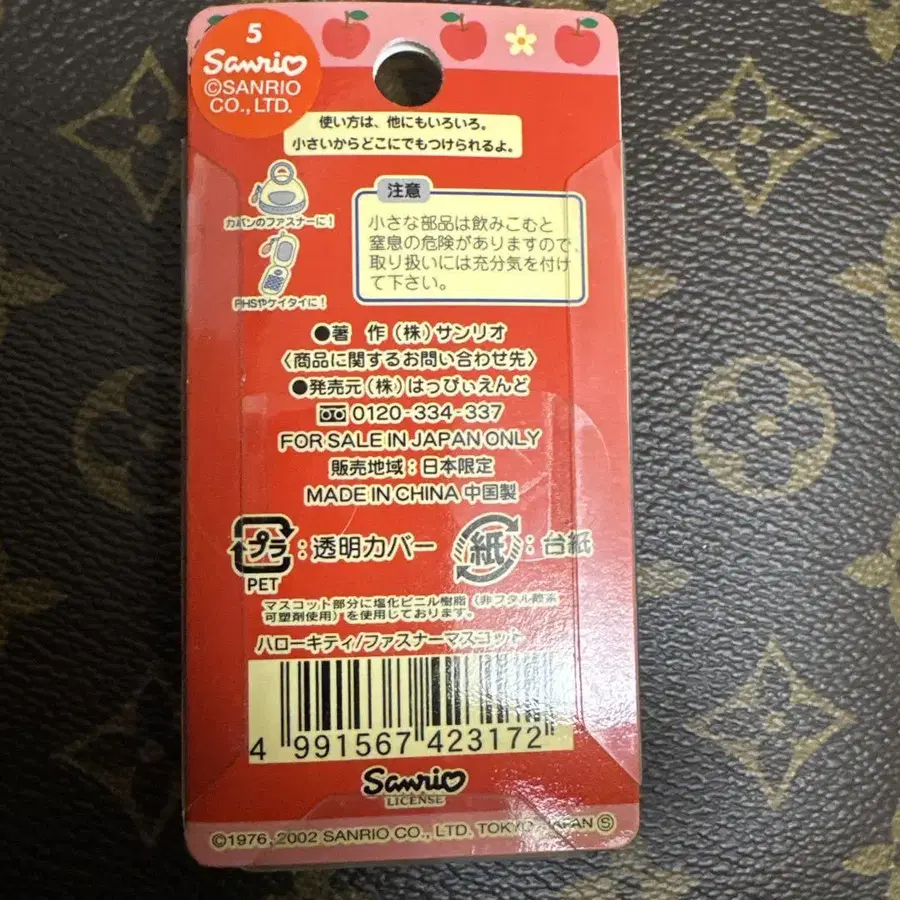 5
Sanrio
©SANRIO
CO., LTD.
使い方は、他にもいろいろ。
小さいからどこにでもつけられるよ。
カバンのファスナーに!
PHSやケイタイに!
注意
小さな部品は飲みこむと
窒息の危険がありますので、
取り扱いには充分気を付け
て下さい。
●著 作(株)サンリオ
〈商品に関するお問い合わせ先〉
●発売元(株)はっぴぃえんど
0120-334-337
FOR SALE IN JAPAN ONLY
販売地域:日本限定
MADE IN CHINA 中国製
プラ:透明カバー
PET
紙:台紙
マスコット部分に塩化ビニル樹脂(非フタル酸系
可塑剤使用)を使用しております。
ハローキティ/ファスナーマスコット
4 991567 423172
Sanrio
LICENSE
©1976, 2002 SANRIO CO., LTD. TOKYO, JAPAN Ⓢ